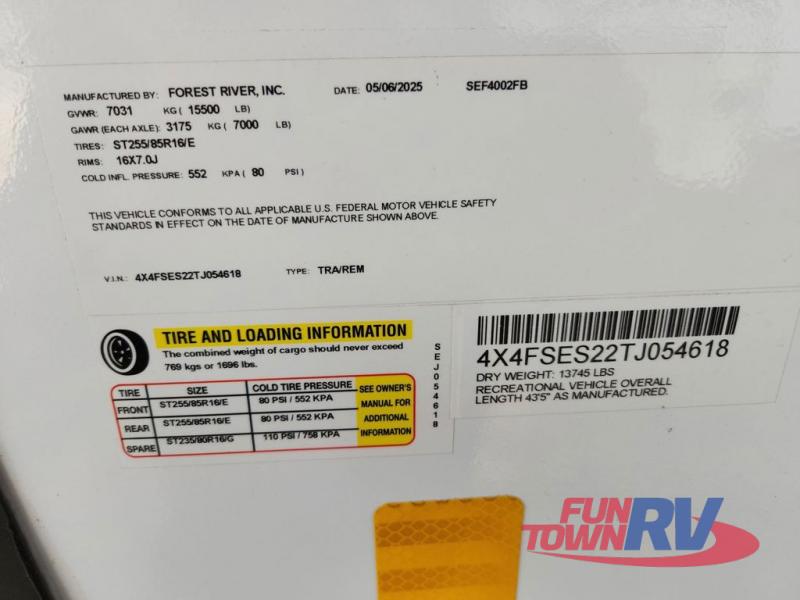 MANUFACTURED BY: FOREST RIVER, INC. DATE: 05/06/2025 SEF4002FB
GVWR: 7031 KG ( 15500 LB)
GAWR (EACH AXLE): 3175 KG ( 7000 LB)
TIRES: ST255/85R16/E
RIMS: 16X7.0J
COLD INFL. PRESSURE: 552 KPA ( 80 PSI)
THIS VEHICLE CONFORMS TO ALL APPLICABLE U.S. FEDERAL MOTOR VEHICLE SAFETY
STANDARDS IN EFFECT ON THE DATE OF MANUFACTURE SHOWN ABOVE.
V.I.N.: 4X4FSES22TJ054618 TYPE: TRA/REM
TIRE AND LOADING INFORMATION
The combined weight of cargo should never exceed
769 kgs or 1696 lbs.
TIRE SIZE COLD TIRE PRESSURE
FRONT ST255/85R16/E 80 PSI / 552 KPA
REAR ST255/85R16/E 80 PSI / 552 KPA
SPARE ST235/80R16/G 110 PSI / 758 KPA
SEE OWNER'S
MANUAL FOR
ADDITIONAL
INFORMATION
SEJ054618
4X4FSES22TJ054618
DRY WEIGHT: 13745 LBS
RECREATIONAL VEHICLE OVERALL
LENGTH 43'5" AS MANUFACTURED.
FUN
TOWN RV